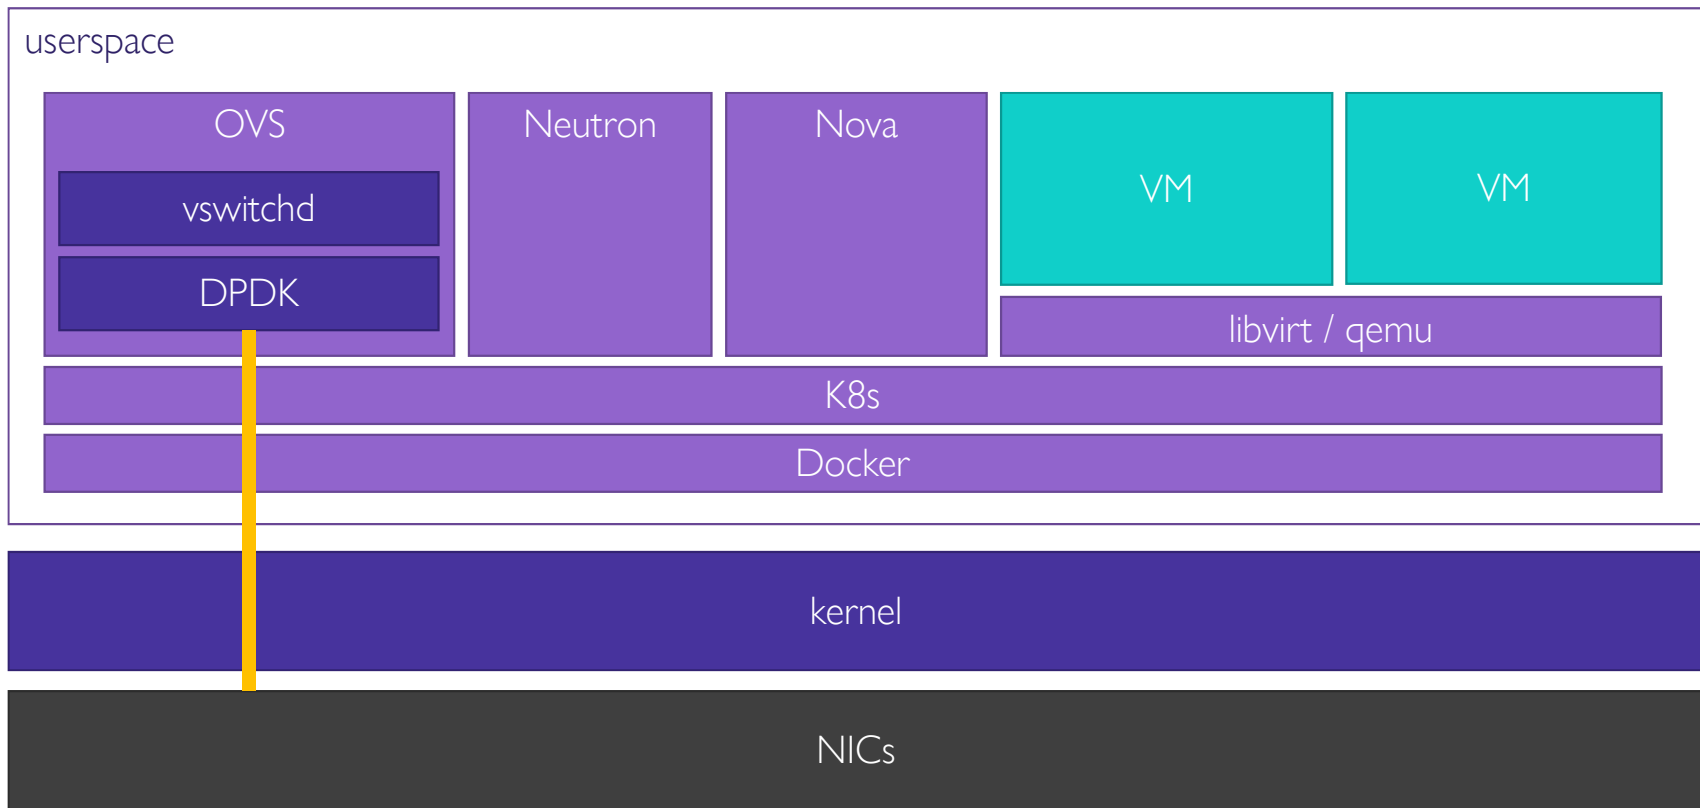 userspace
OVS
vswitchd
DPDK
Neutron
Nova
VM
VM
libvirt / qemu
K8s
Docker
kernel
NICs